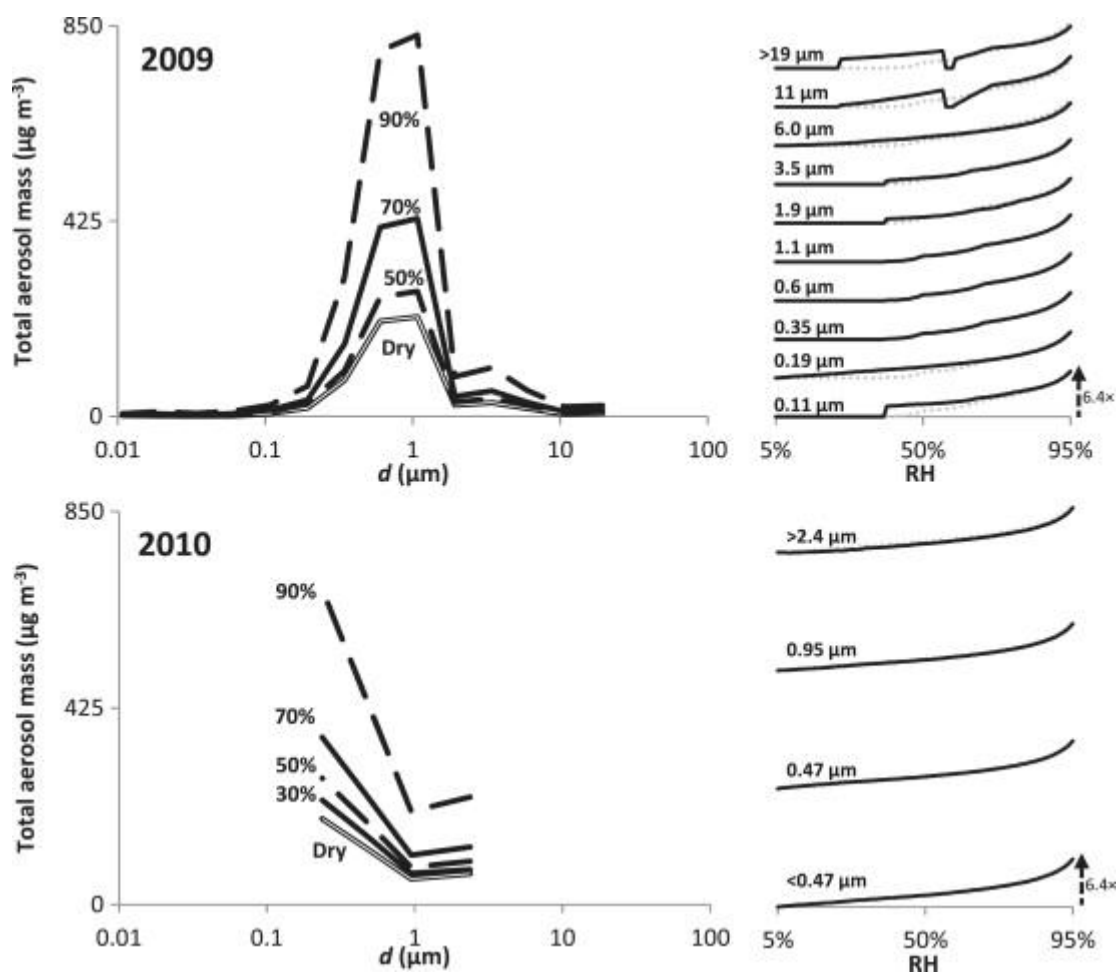 850
2009
Total aerosol mass (µg m⁻³)
90%
425
70%
50%
Dry
0
0.01
0.1
1
10
100
d (µm)
>19 µm
11 µm
6.0 µm
3.5 µm
1.9 µm
1.1 µm
0.6 µm
0.35 µm
0.19 µm
0.11 µm
6.4×
5%
50%
95%
RH
850
2010
Total aerosol mass (µg m⁻³)
90%
425
70%
50%
30%
Dry
0
0.01
0.1
1
10
100
d (µm)
>2.4 µm
0.95 µm
0.47 µm
<0.47 µm
6.4×
5%
50%
95%
RH